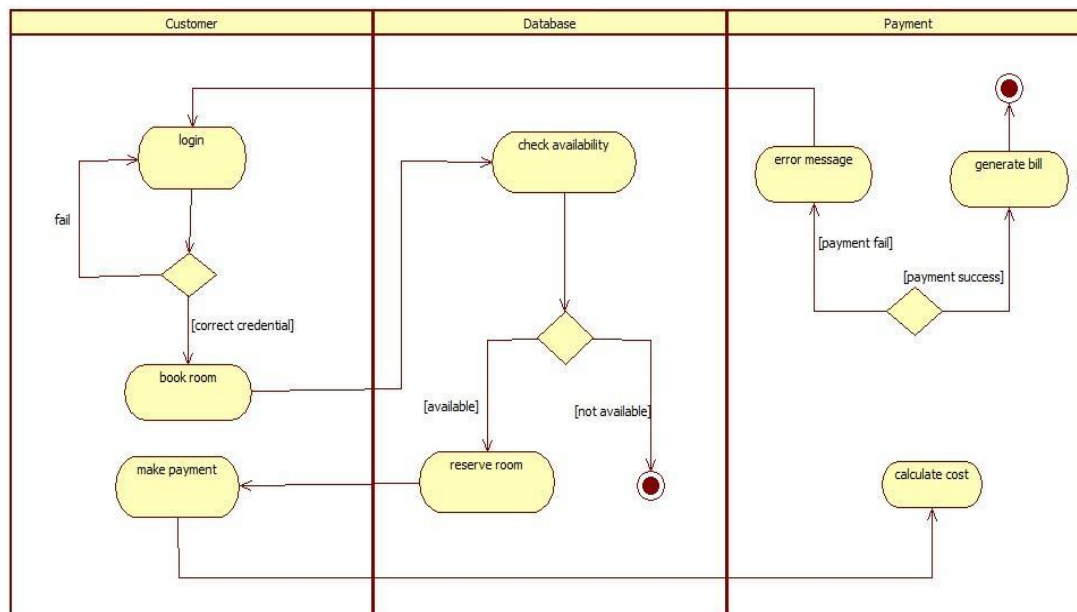 Customer
Database
Payment
login
check availability
error message
generate bill
fail
[payment fail]
[payment success]
[correct credential]
book room
[available]
[not available]
make payment
reserve room
calculate cost